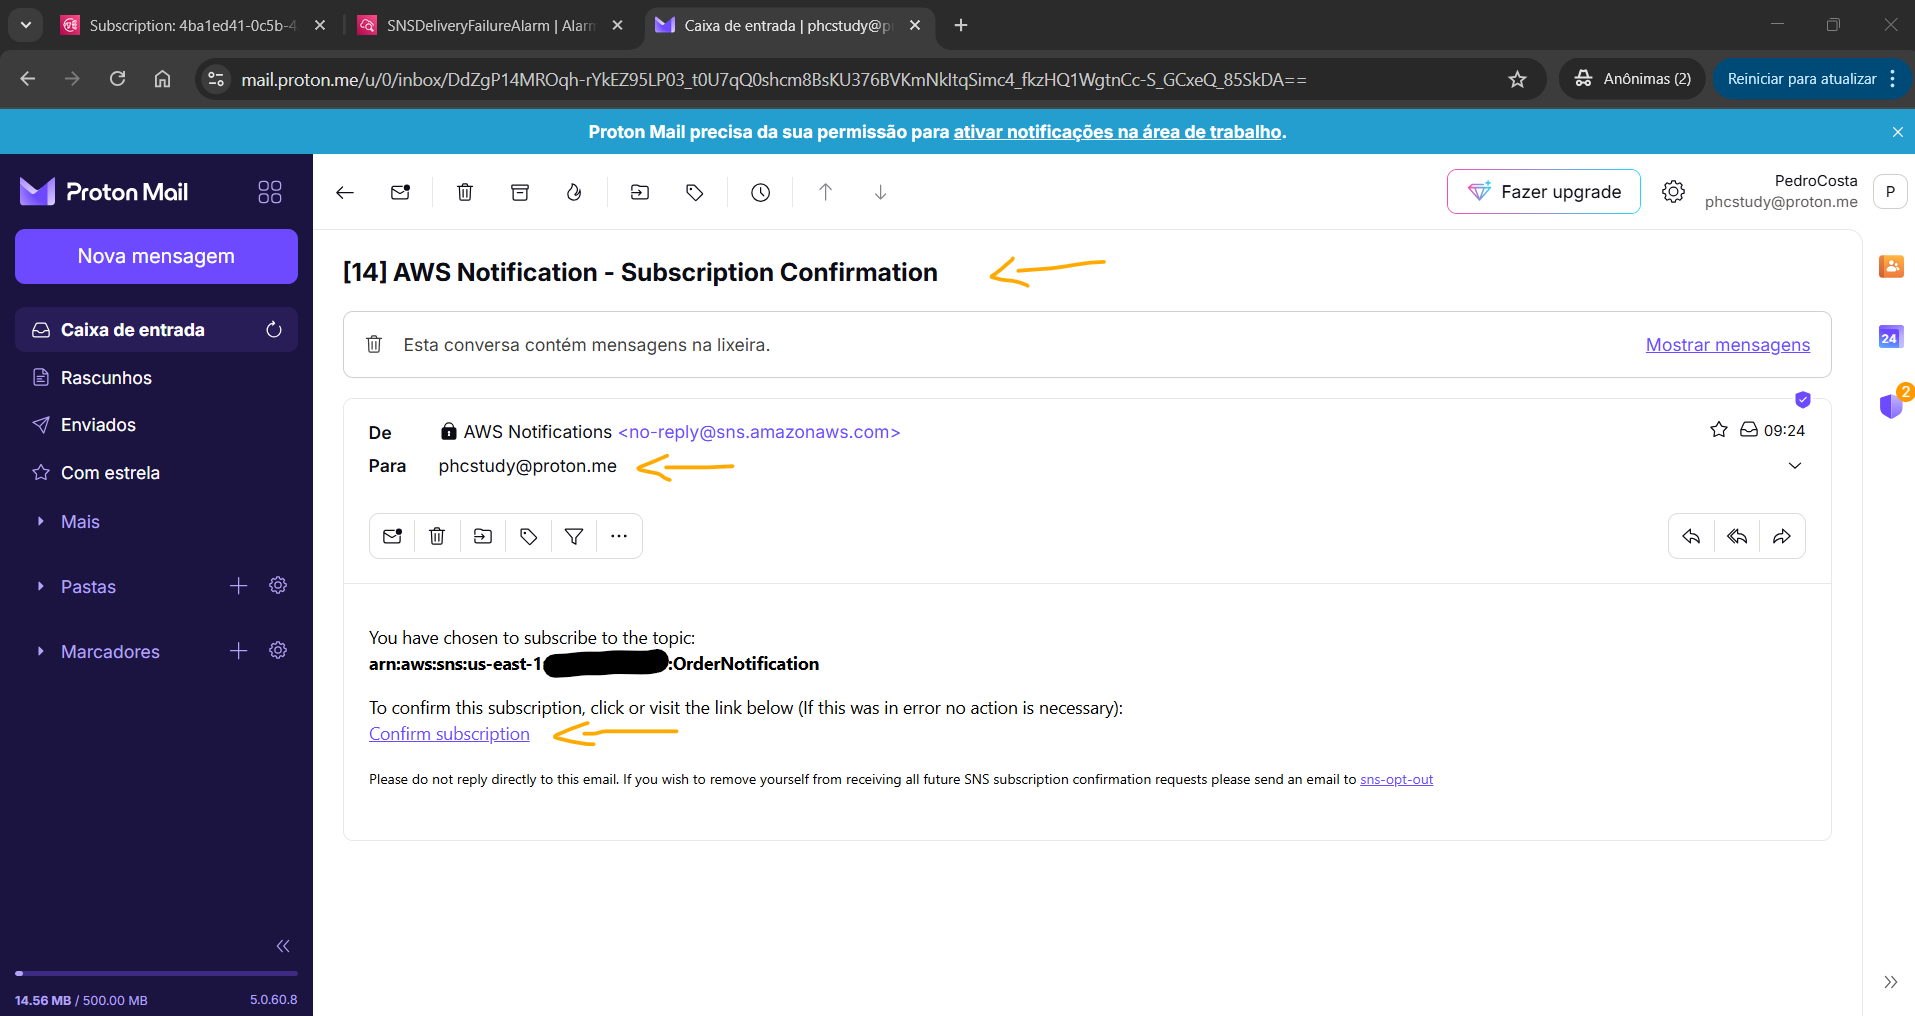 Subscription: 4ba1ed41-0c5b-4
SNSDeliveryFailureAlarm | Alarm
Caixa de entrada | phcstudy@pr
mail.proton.me/u/0/inbox/DdZgP14MROqh-rYkEZ95LP03_t0U7qQ0shcm8BsKU376BVKmNkItqSimc4_fkzHQ1WgtnCc-S_GCxeQ_85SkDA==
Anônimas (2)
Reiniciar para atualizar
Proton Mail precisa da sua permissão para ativar notificações na área de trabalho.
Proton Mail
Fazer upgrade
PedroCosta
phcstudy@proton.me
P
Nova mensagem
Caixa de entrada
Rascunhos
Enviados
Com estrela
Mais
Pastas
Marcadores
14.56 MB / 500.00 MB
5.0.60.8
[14] AWS Notification - Subscription Confirmation
Esta conversa contém mensagens na lixeira.
Mostrar mensagens
De AWS Notifications <no-reply@sns.amazonaws.com>
09:24
Para phcstudy@proton.me
You have chosen to subscribe to the topic:
arn:aws:sns:us-east-1:OrderNotification
To confirm this subscription, click or visit the link below (If this was in error no action is necessary):
Confirm subscription
Please do not reply directly to this email. If you wish to remove yourself from receiving all future SNS subscription confirmation requests please send an email to sns-opt-out
24
2